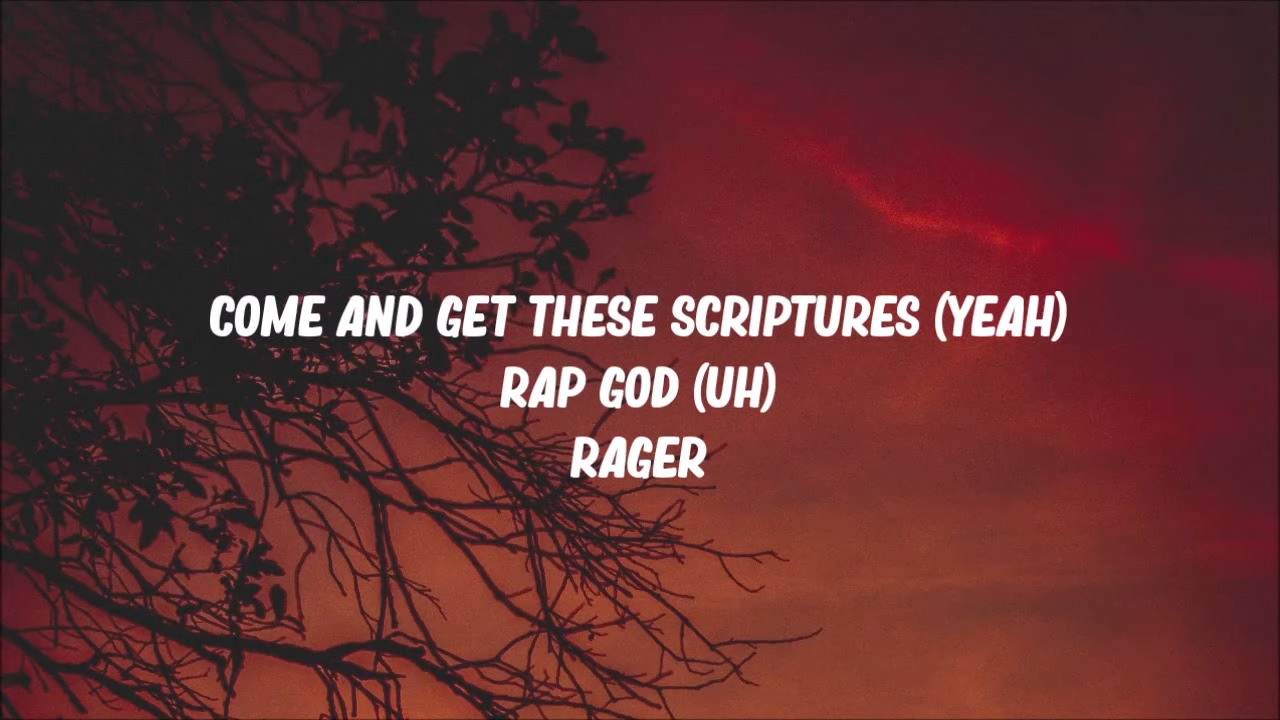 COME AND GET THESE SCRIPTURES (YEAH)
RAP GOD (UH)
RAGER